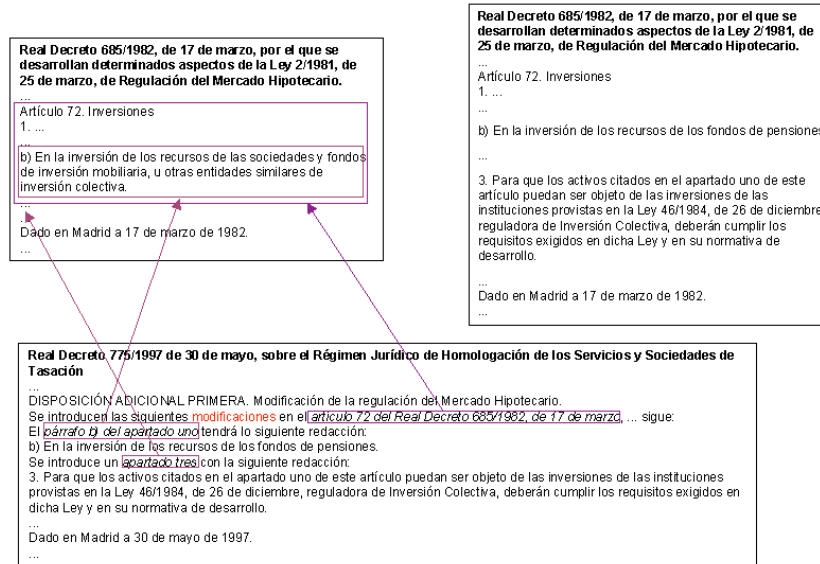 Real Decreto 685/1982, de 17 de marzo, por el que se
desarrollan determinados aspectos de la Ley 2/1981, de
25 de marzo, de Regulación del Mercado Hipotecario.
...
Artículo 72. Inversiones
1. ...
...
b) En la inversión de los recursos de las sociedades y fondos
de inversión mobiliaria, u otras entidades similares de
inversión colectiva.
...
...
Dado en Madrid a 17 de marzo de 1982.
...
Real Decreto 685/1982, de 17 de marzo, por el que se
desarrollan determinados aspectos de la Ley 2/1981, de
25 de marzo, de Regulación del Mercado Hipotecario.
...
Artículo 72. Inversiones
1. ...
...
b) En la inversión de los recursos de los fondos de pensiones
...
3. Para que los activos citados en el apartado uno de este
artículo puedan ser objeto de las inversiones de las
instituciones provistas en la Ley 46/1984, de 26 de diciembre
reguladora de Inversión Colectiva, deberán cumplir los
requisitos exigidos en dicha Ley y en su normativa de
desarrollo.
...
Dado en Madrid a 17 de marzo de 1982.
...
Real Decreto 775/1997 de 30 de mayo, sobre el Régimen Jurídico de Homologación de los Servicios y Sociedades de
Tasación
...
DISPOSICIÓN ADICIONAL PRIMERA. Modificación de la regulación del Mercado Hipotecario.
Se introducen las siguientes modificaciones en el artículo 72 del Real Decreto 685/1982, de 17 de marzo, ... sigue:
El párrafo b) del apartado uno tendrá lo siguiente redacción:
b) En la inversión de los recursos de los fondos de pensiones.
Se introduce un apartado tres con la siguiente redacción:
3. Para que los activos citados en el apartado uno de este artículo puedan ser objeto de las inversiones de las instituciones
provistas en la Ley 46/1984, de 26 de diciembre, reguladora de Inversión Colectiva, deberán cumplir los requisitos exigidos en
dicha Ley y en su normativa de desarrollo.
...
Dado en Madrid a 30 de mayo de 1997.
...